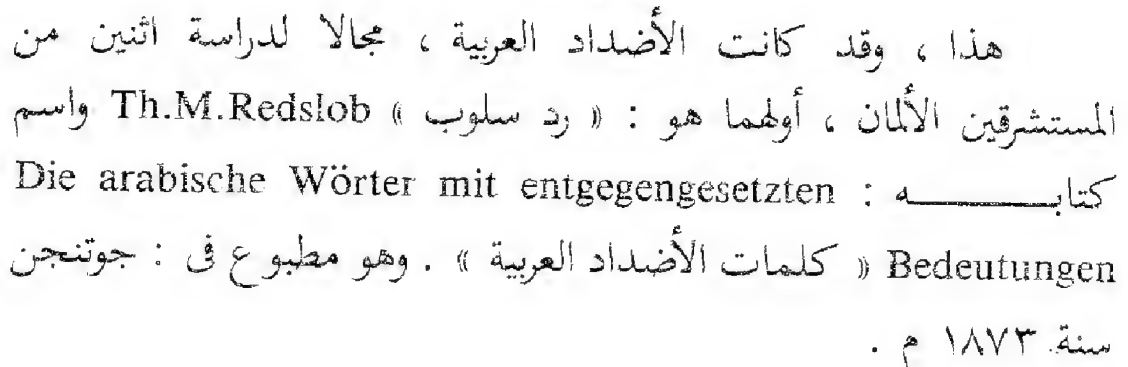 هذا ، وقد كانت الأضداد العربية ، مجالا لدراسة اثنين من
المستشرقين الألمان ، أولهما هو : « رد سلوب » Th.M.Redslob واسم
كتابـــــــه : Die arabische Wörter mit entgegengesetzten
Bedeutungen « كلمات الأضداد العربية » . وهو مطبوع فى : جوتنجن
سنة ١٨٧٣ م .